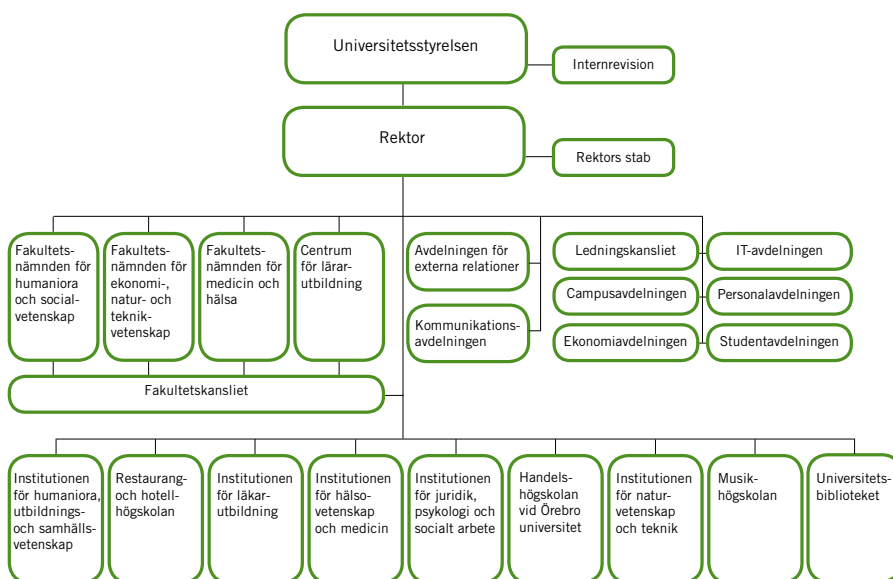 Universitetsstyrelsen
Internrevision
Rektor
Rektors stab
Fakultets-
nämnden för
humaniora
och social-
vetenskap
Fakultets-
nämnden för
ekonomi-,
natur- och
teknik-
vetenskap
Fakultets-
nämnden för
medicin och
hälsa
Centrum
för lärar-
utbildning
Avdelningen för
externa relationer
Kommunikations-
avdelningen
Ledningskansliet
IT-avdelningen
Campusavdelningen
Personalavdelningen
Ekonomiavdelningen
Studentavdelningen
Fakultetskansliet
Institutionen
för humaniora,
utbildnings-
och samhälls-
vetenskap
Restaurang-
och hotell-
högskolan
Institutionen
för läkar-
utbildning
Institutionen
för hälso-
vetenskap
och medicin
Institutionen
för juridik,
psykologi och
socialt arbete
Handels-
högskolan
vid Örebro
universitet
Institutionen
för natur-
vetenskap
och teknik
Musik-
högskolan
Universitets-
biblioteket